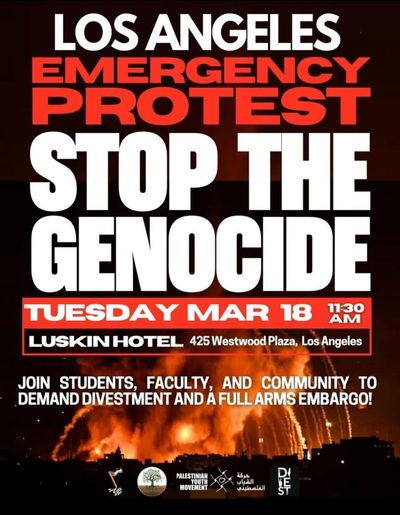 LOS ANGELES
EMERGENCY
PROTEST
STOP THE
GENOCIDE
TUESDAY MAR 18 11:30 AM
LUSKIN HOTEL 425 Westwood Plaza, Los Angeles
JOIN STUDENTS, FACULTY, AND COMMUNITY TO
DEMAND DIVESTMENT AND A FULL ARMS EMBARGO!
PALESTINIAN
YOUTH
MOVEMENT
حركة
الشباب
الفلسطيني